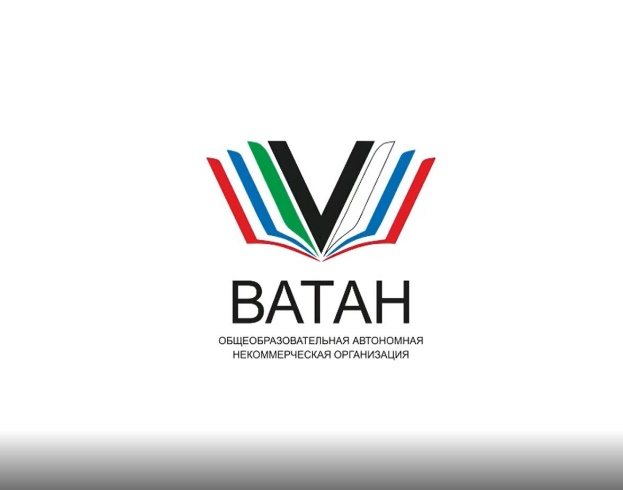 ВАТАН
ОБЩЕОБРАЗОВАТЕЛЬНАЯ АВТОНОМНАЯ
НЕКОММЕРЧЕСКАЯ ОРГАНИЗАЦИЯ